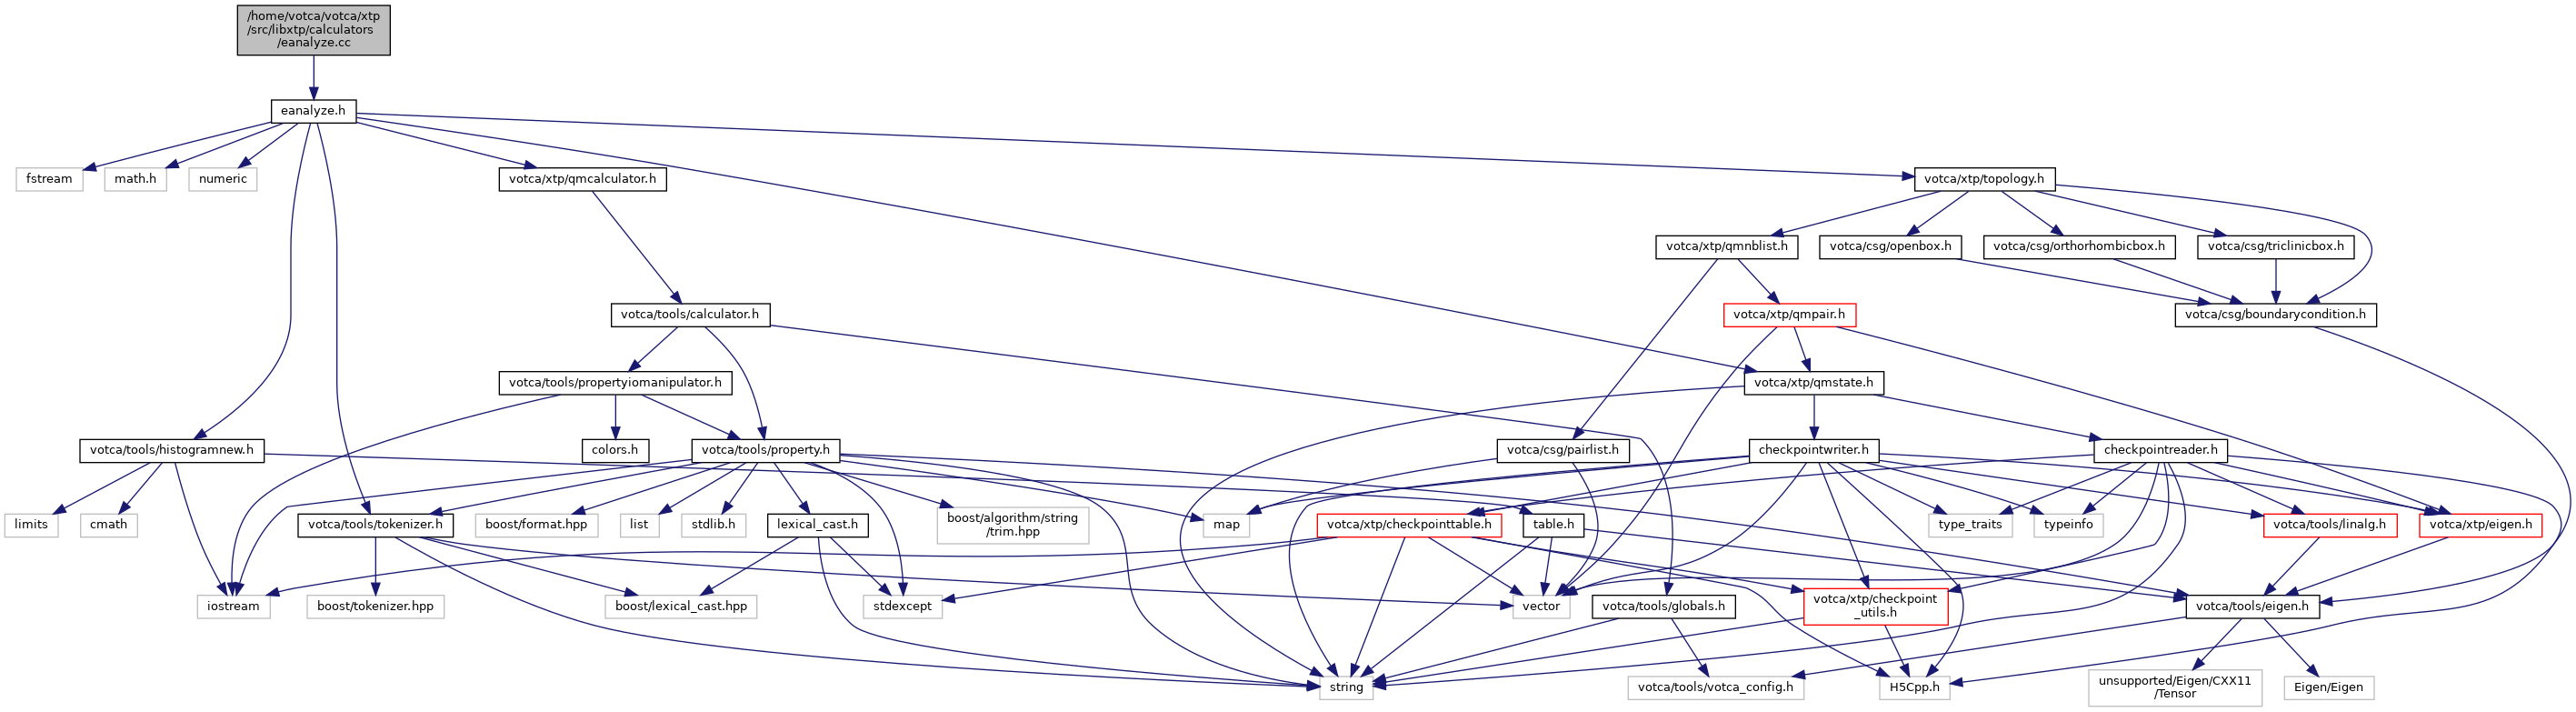 /home/votca/votca/xtp
/src/libxtp/calculators
/eanalyze.cc
eanalyze.h
fstream
math.h
numeric
votca/xtp/qmcalculator.h
votca/xtp/topology.h
votca/xtp/qmnblist.h
votca/csg/openbox.h
votca/csg/orthorhombicbox.h
votca/csg/triclinicbox.h
votca/tools/calculator.h
votca/xtp/qmpair.h
votca/csg/boundarycondition.h
votca/tools/propertyiomanipulator.h
votca/xtp/qmstate.h
votca/tools/histogramnew.h
colors.h
votca/tools/property.h
votca/csg/pairlist.h
checkpointwriter.h
checkpointreader.h
limits
cmath
votca/tools/tokenizer.h
boost/format.hpp
list
stdlib.h
lexical_cast.h
boost/algorithm/string
/trim.hpp
map
votca/xtp/checkpointtable.h
table.h
type_traits
typeinfo
votca/tools/linalg.h
votca/xtp/eigen.h
iostream
boost/tokenizer.hpp
boost/lexical_cast.hpp
stdexcept
vector
votca/tools/globals.h
votca/xtp/checkpoint
_utils.h
votca/tools/eigen.h
string
votca/tools/votca_config.h
H5Cpp.h
unsupported/Eigen/CXX11
/Tensor
Eigen/Eigen